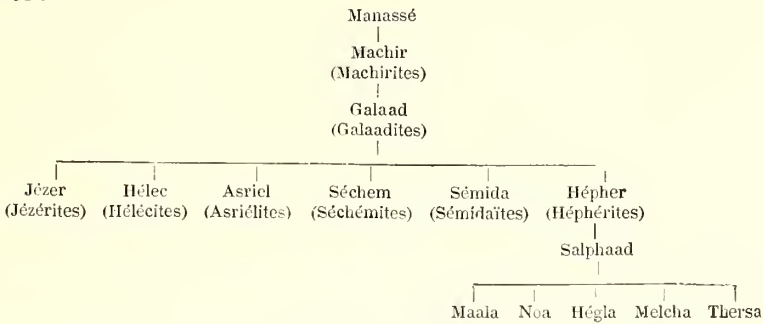 Manassé
Machir
(Machirites)
Galaad
(Galaadites)
Jézer Hélec Asriel Séchem Sémida Hépher
(Jézérites) (Hélécites) (Asriélites) (Séchémites) (Sémidaïtes) (Héphérites)
Salphaad
Maala Noa Hégla Melcha Thersa